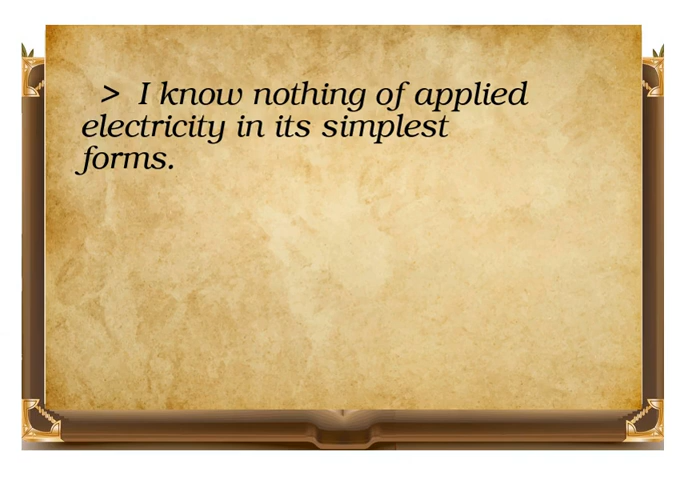 > I know nothing of applied
electricity in its simplest
forms.